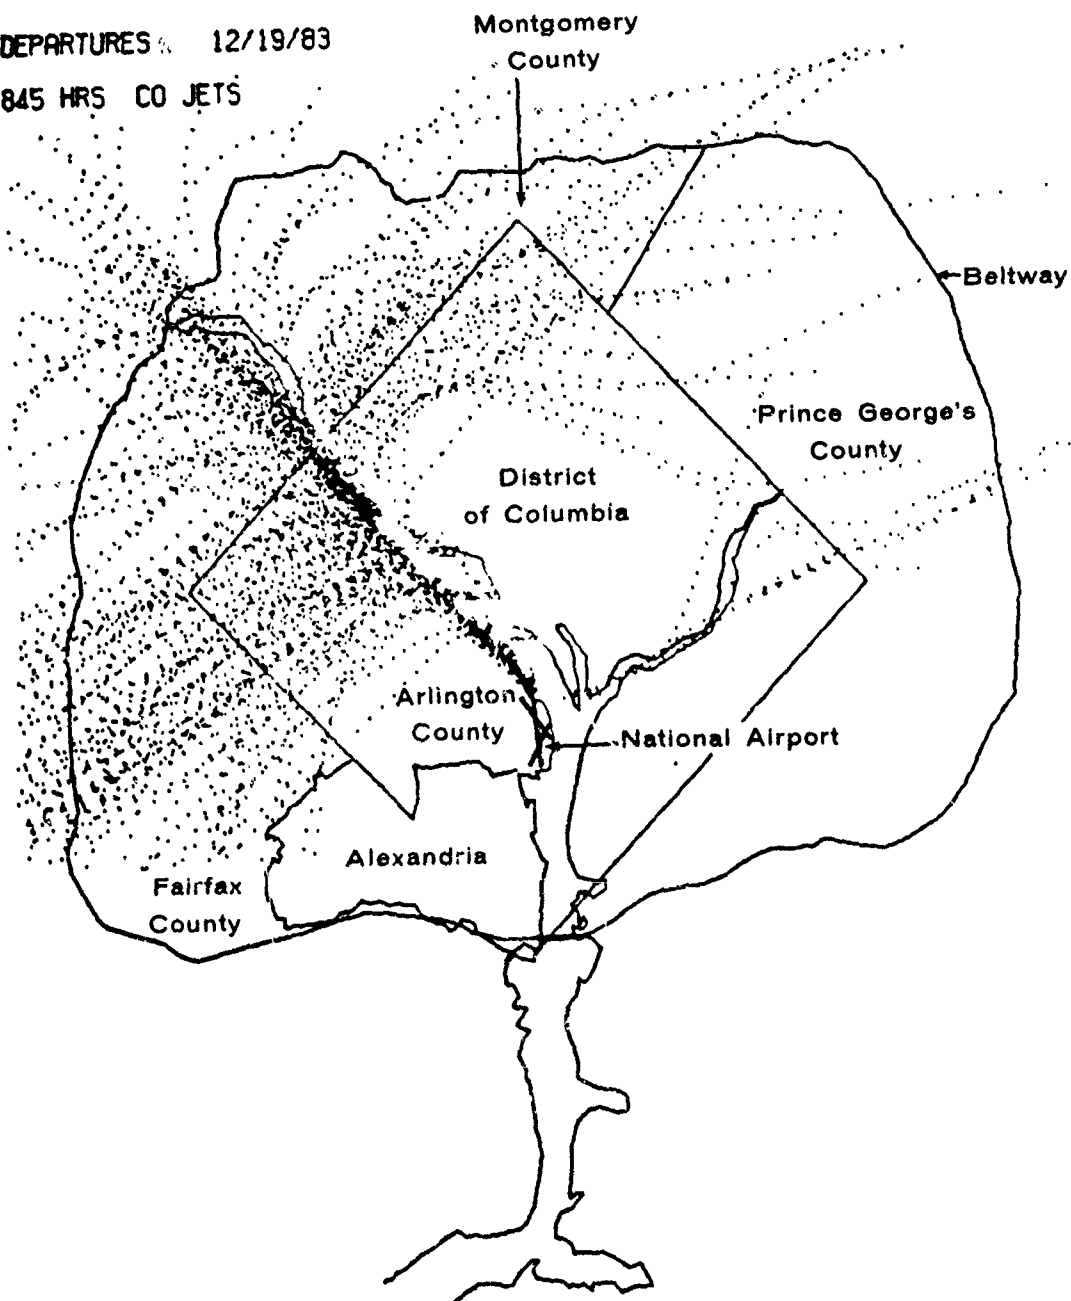 DEPARTURES 12/19/83
845 HRS CO JETS
Montgomery
County
Beltway
Prince George's
County
District
of Columbia
Arlington
County
National Airport
Alexandria
Fairfax
County